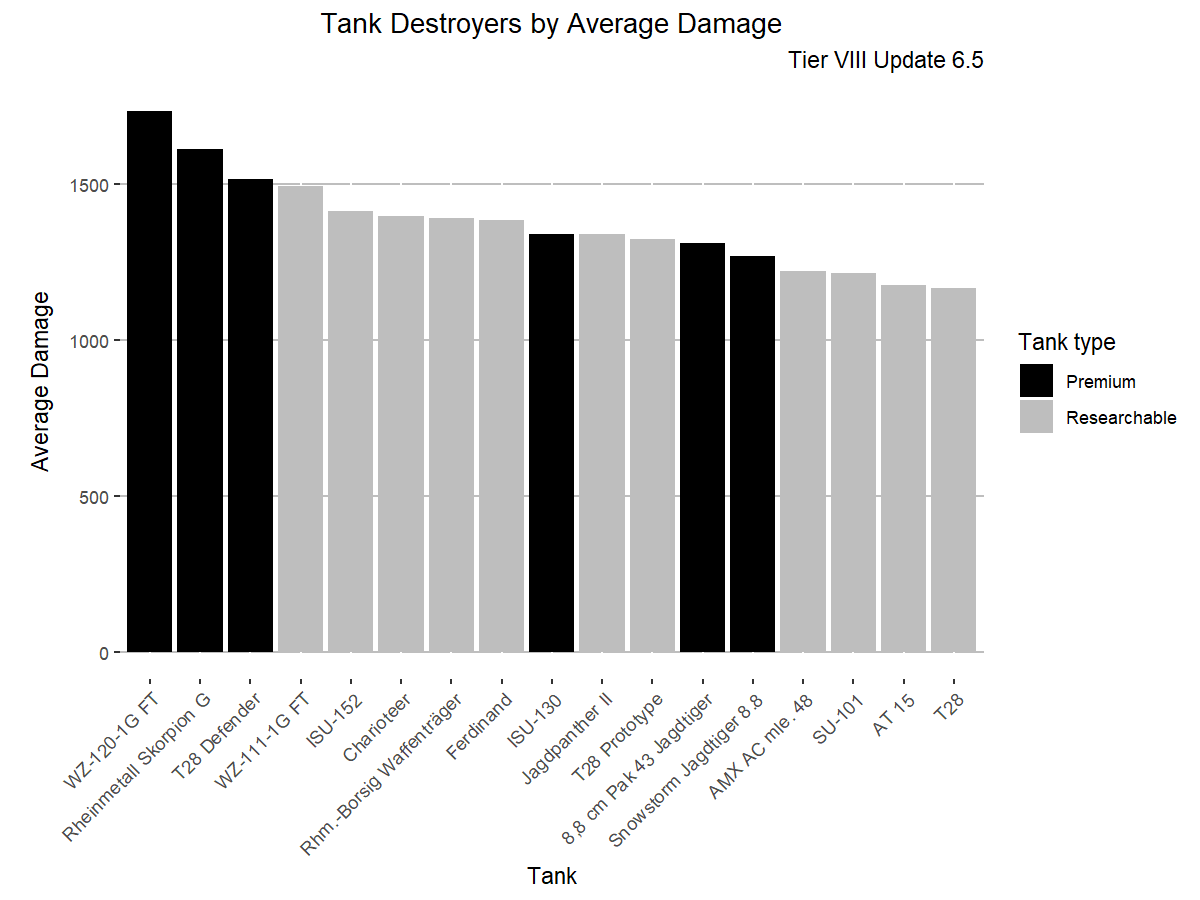 Tank Destroyers by Average Damage
Tier VIII Update 6.5
Average Damage
1500
1000
500
0
WZ-120-1G FT
Rheinmetall Skorpion G
T28 Defender
WZ-111-1G FT
ISU-152
Charioteer
Rhm.-Borsig Waffenträger
Ferdinand
ISU-130
Jagdpanther II
T28 Prototype
8,8 cm Pak 43 Jagdtiger
Snowstorm Jagdtiger 8.8
AMX AC mle. 48
SU-101
AT 15
T28
Tank
Tank type
Premium
Researchable